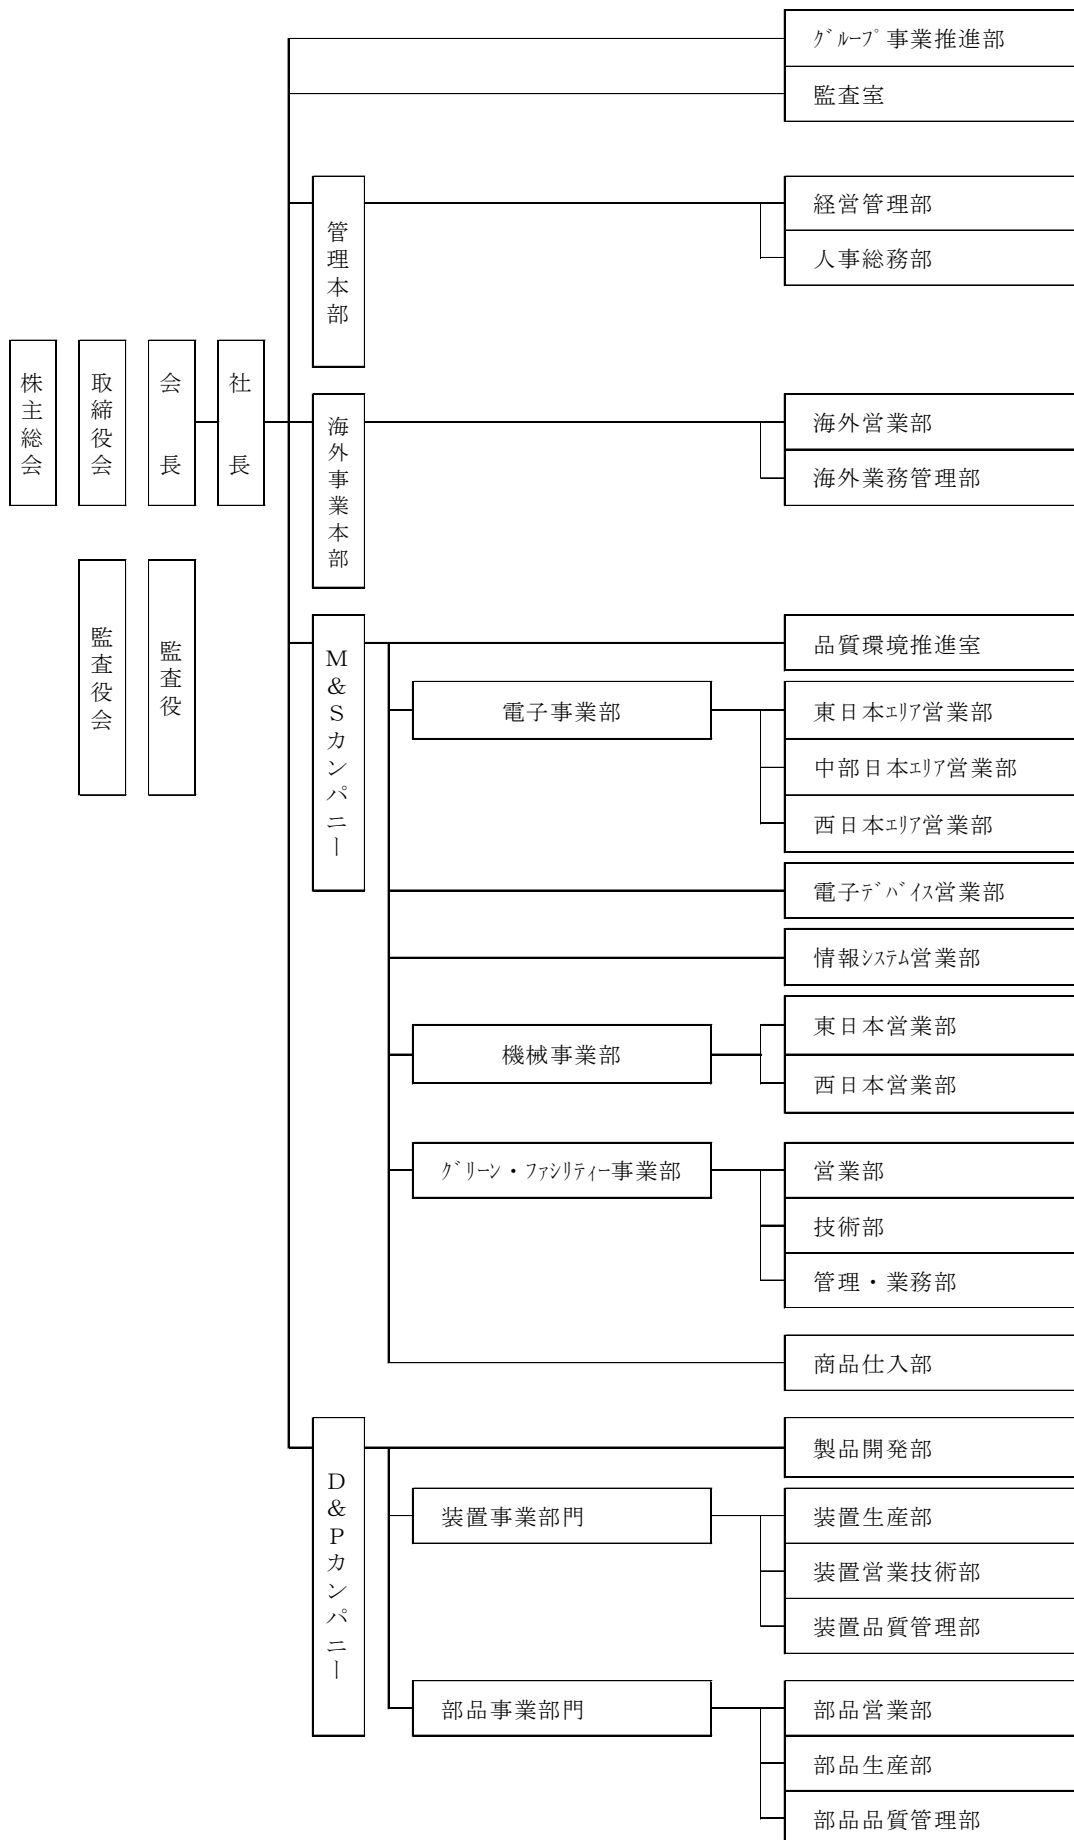 グループ事業推進部
監査室
管理本部
経営管理部
人事総務部
株主総会
取締役会
会長
社長
海外事業本部
海外営業部
海外業務管理部
監査役会
監査役
M&Sカンパニー
品質環境推進室
電子事業部
東日本エリア営業部
中部日本エリア営業部
西日本エリア営業部
電子デバイス営業部
情報システム営業部
機械事業部
東日本営業部
西日本営業部
グリーン・ファシリティー事業部
営業部
技術部
管理・業務部
商品仕入部
D&Pカンパニー
製品開発部
装置事業部門
装置生産部
装置営業技術部
装置品質管理部
部品事業部門
部品営業部
部品生産部
部品品質管理部